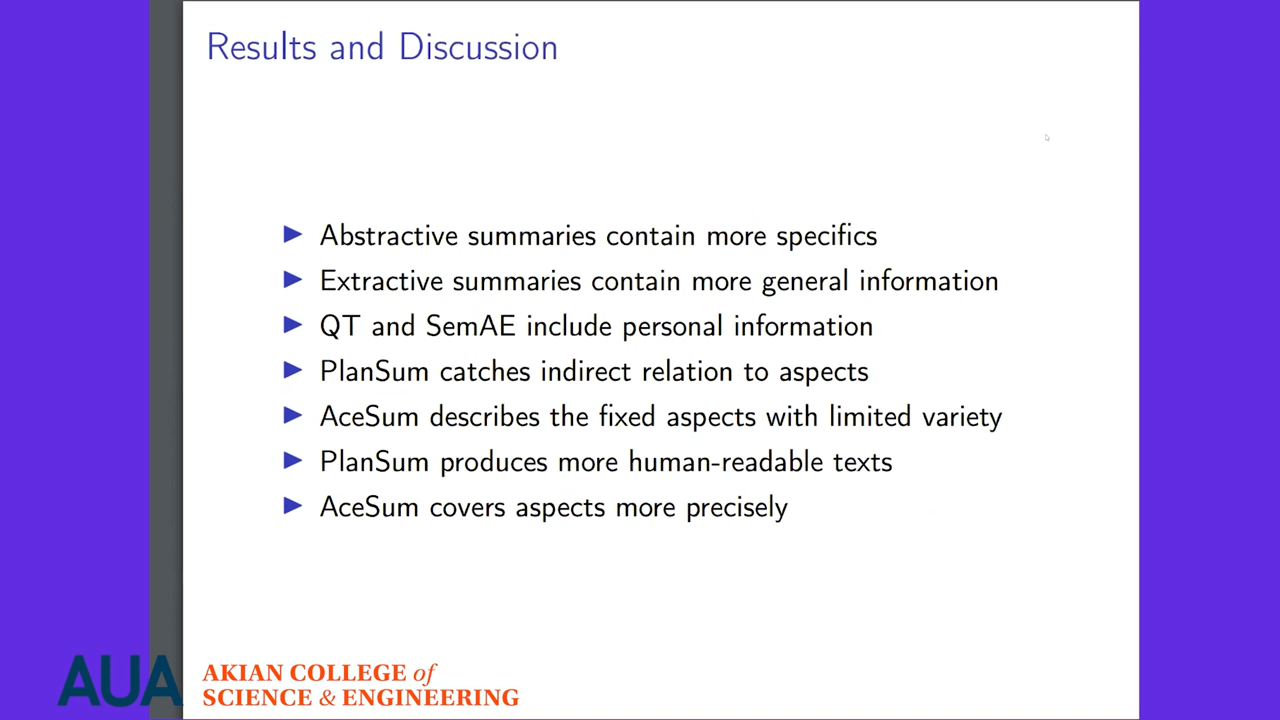 Results and Discussion
Abstractive summaries contain more specifics
Extractive summaries contain more general information
QT and SemAE include personal information
PlanSum catches indirect relation to aspects
AceSum describes the fixed aspects with limited variety
PlanSum produces more human-readable texts
AceSum covers aspects more precisely
AUA
AKIAN COLLEGE of
SCIENCE & ENGINEERING